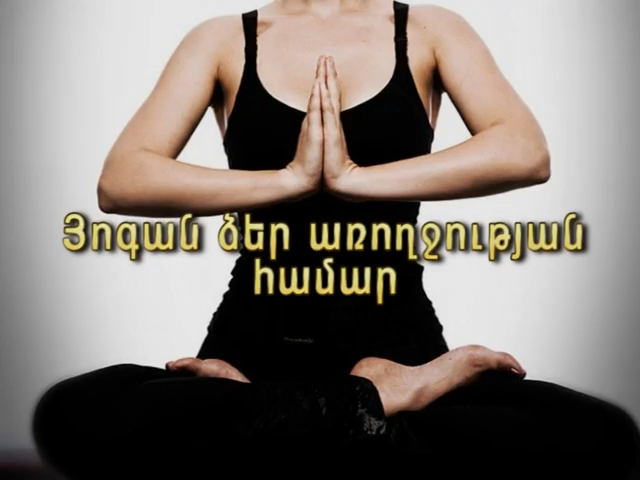 Յոգան ձեր առողջության
համար